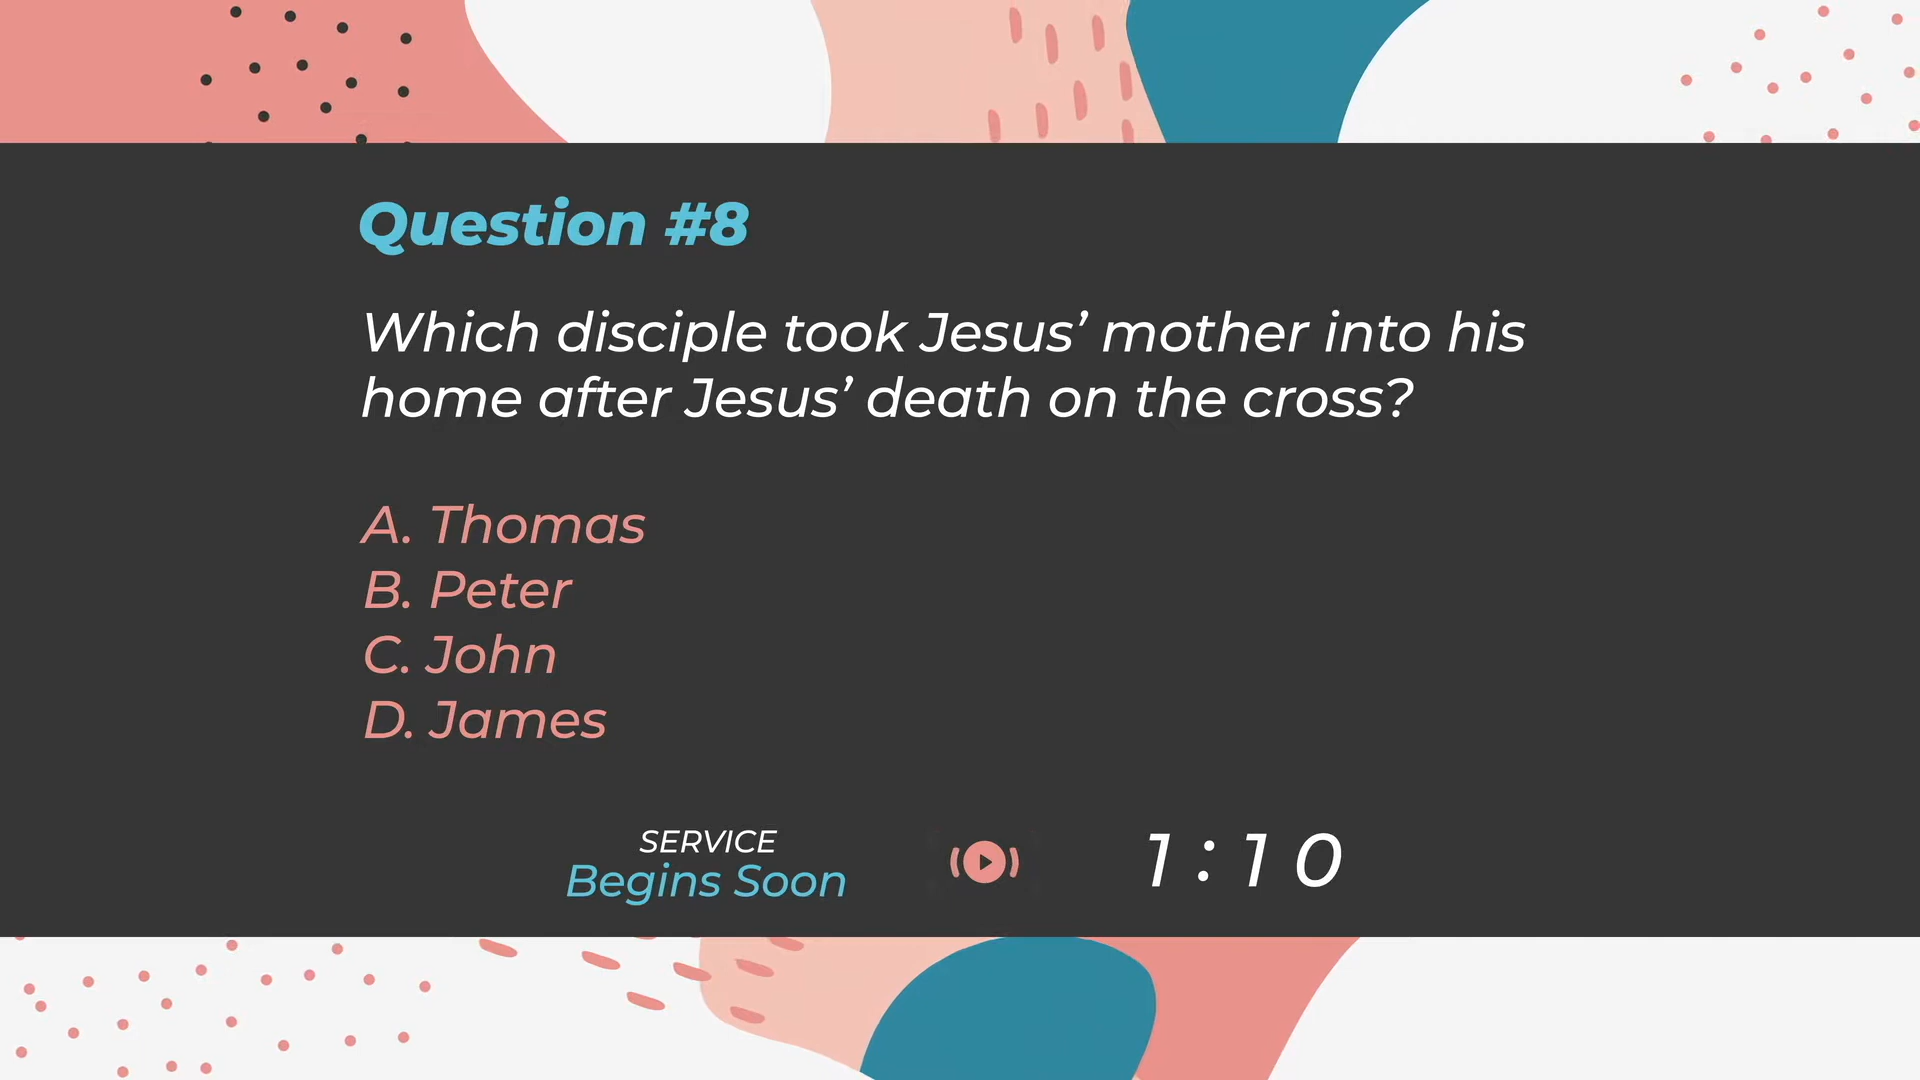 Question #8
Which disciple took Jesus’ mother into his
home after Jesus’ death on the cross?
A. Thomas
B. Peter
C. John
D. James
SERVICE
Begins Soon
1:10